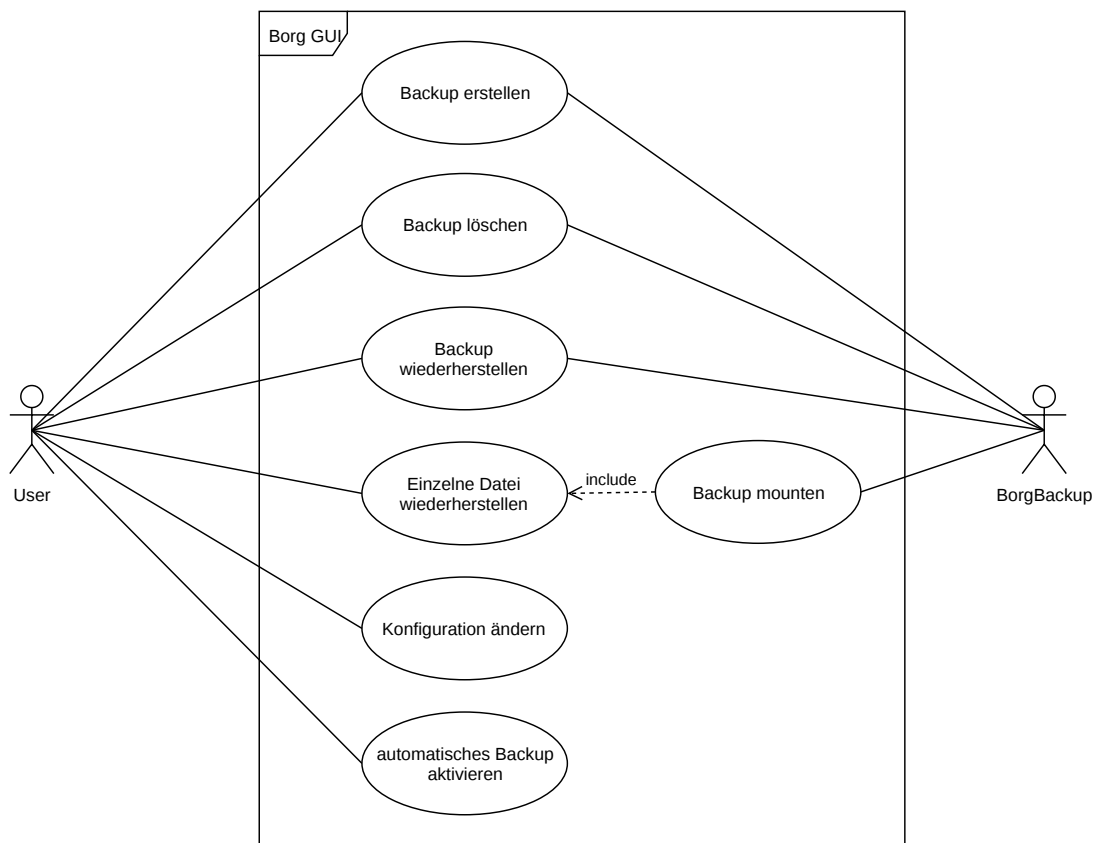 Borg GUI
Backup erstellen
Backup löschen
Backup
wiederherstellen
Einzelne Datei
wiederherstellen
include
Backup mounten
User
BorgBackup
Konfiguration ändern
automatisches Backup
aktivieren